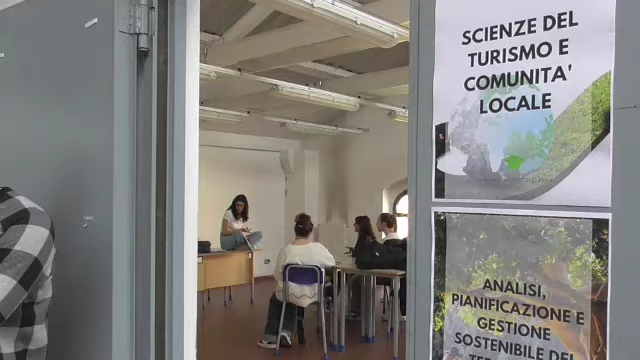 SCIENZE DEL
TURISMO E
COMUNITA'
LOCALE
ANALISI,
PIANIFICAZIONE E
GESTIONE
SOSTENIBILE DEL